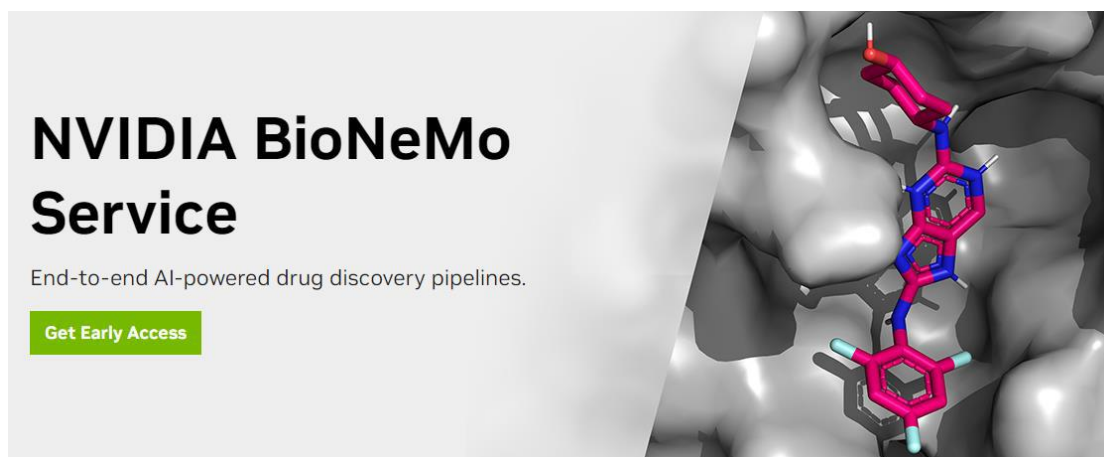 NVIDIA BioNeMo
Service
End-to-end AI-powered drug discovery pipelines.
Get Early Access